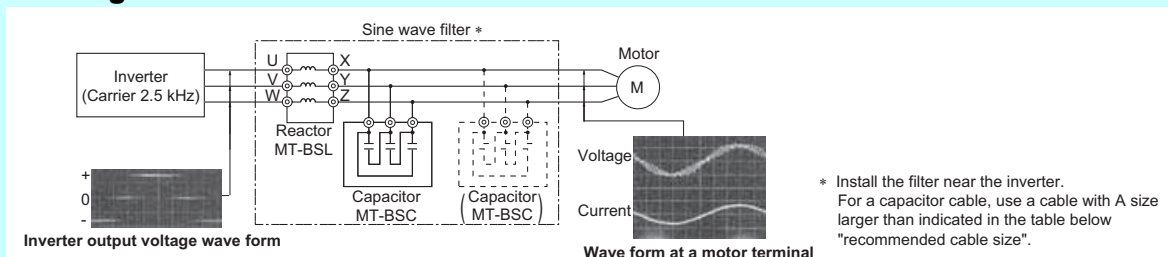 Sine wave filter *
Inverter
(Carrier 2.5 kHz)
U
V
W
X
Y
Z
Motor
M
Reactor
MT-BSL
Capacitor
MT-BSC
(Capacitor
MT-BSC)
+
0
-
Inverter output voltage wave form
Voltage
Current
Wave form at a motor terminal
* Install the filter near the inverter.
For a capacitor cable, use a cable with A size
larger than indicated in the table below
"recommended cable size".